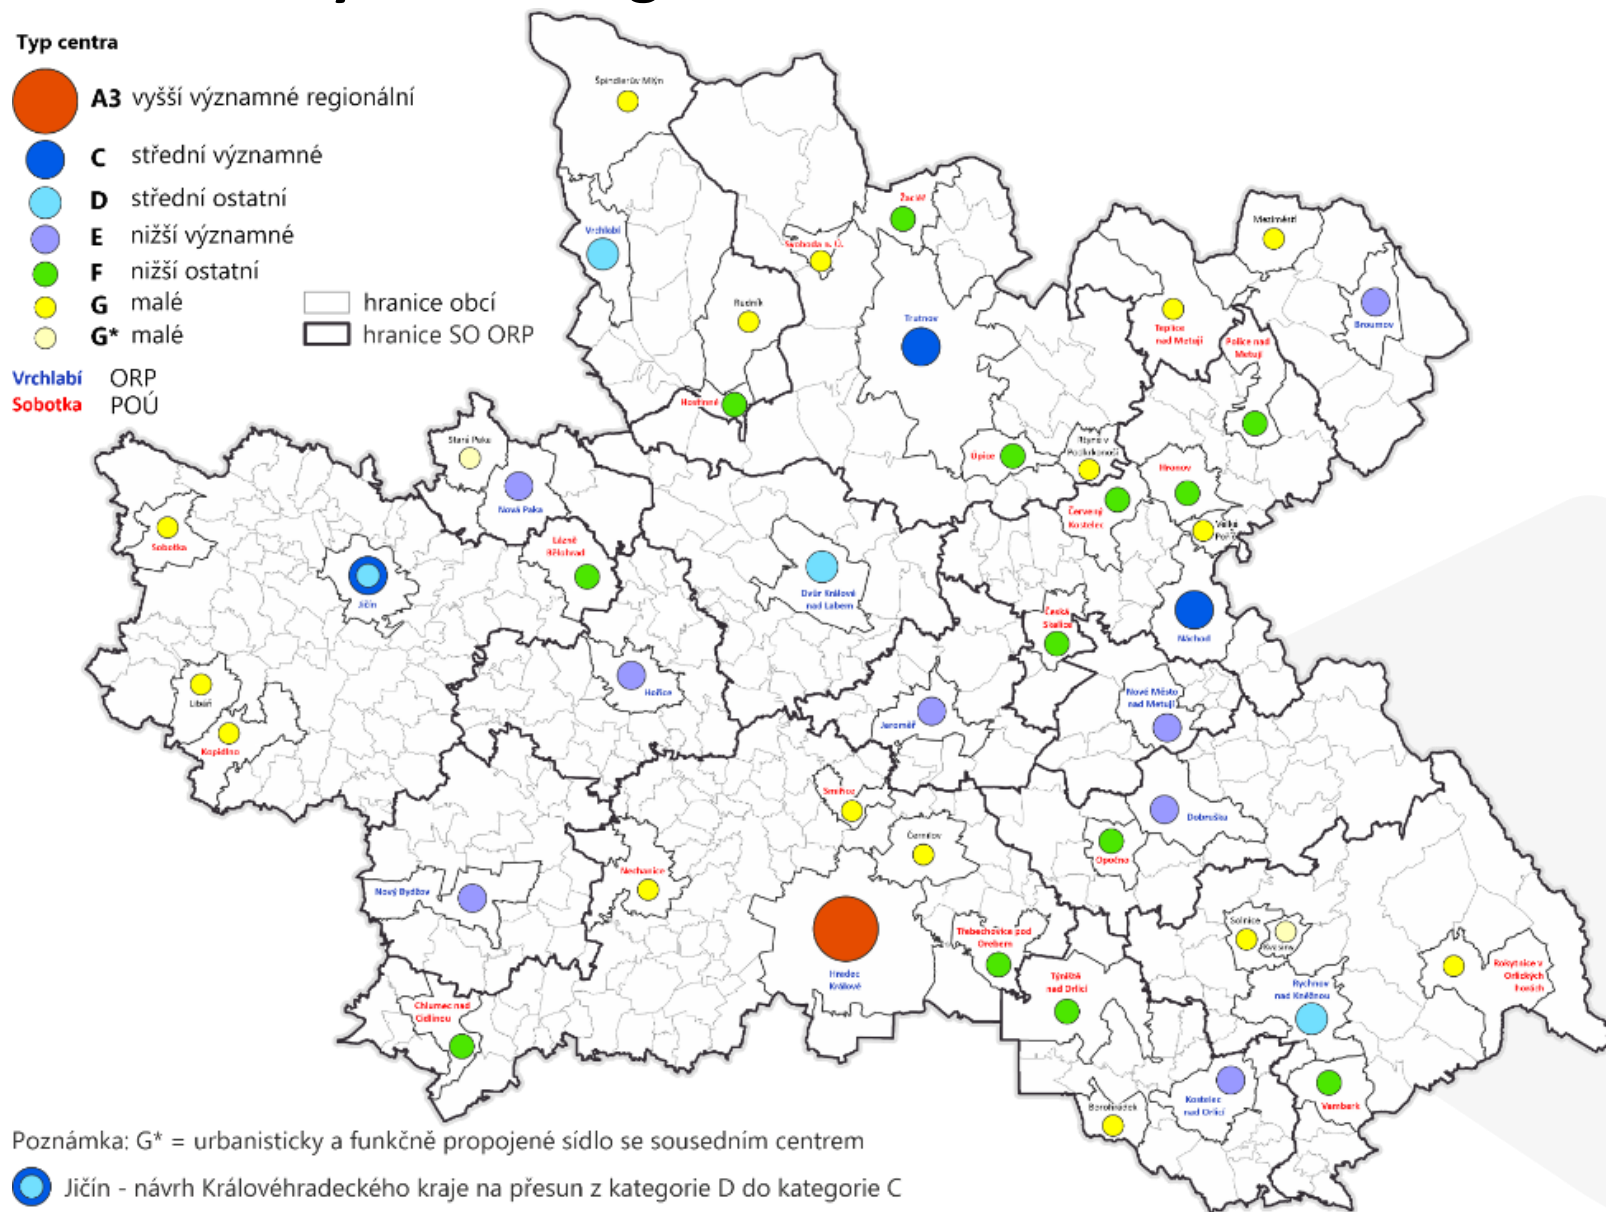 Typ centra
A3 vyšší významné regionální
C střední významné
D střední ostatní
E nižší významné
F nižší ostatní
G malé
G* malé
hranice obcí
hranice SO ORP
Vrchlabí ORP
Sobotka POÚ
Špindlerův Mlýn
Žacléř
Meziměstí
Vrchlabí
Svoboda n. Ú.
Rudník
Trutnov
Teplice
nad Metují
Police nad
Metují
Broumov
Hostinné
Stará Paka
Úpice
Rtyně v
Podkrkonoší
Hronov
Nová Paka
Červený
Kostelec
Velké
Poříčí
Sobotka
Lázně
Bělohrad
Jičín
Dvůr Králové
nad Labem
Česká
Skalice
Náchod
Libáň
Hořice
Nové Město
nad Metují
Jaroměř
Kopidlno
Smiřice
Dobruška
Černilov
Opočno
Nechanice
Nový Bydžov
Solnice
Kvasiny
Třebechovice pod
Orebem
Hradec
Králové
Týniště
nad Orlicí
Rokytnice v
Orlických
horách
Rychnov
nad Kněžnou
Chlumec nad
Cidlinou
Kostelec
nad Orlicí
Vamberk
Borohrádek
Poznámka: G* = urbanisticky a funkčně propojené sídlo se sousedním centrem
Jičín - návrh Královéhradeckého kraje na přesun z kategorie D do kategorie C